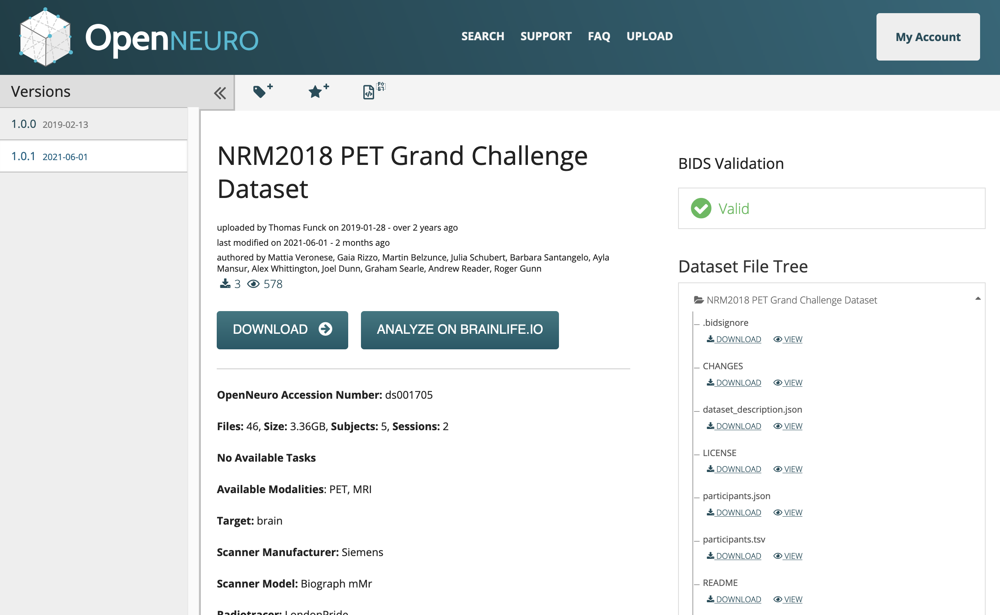 OpenNEURO
SEARCH SUPPORT FAQ UPLOAD
My Account
Versions
1.0.0 2019-02-13
1.0.1 2021-06-01
NRM2018 PET Grand Challenge
Dataset
uploaded by Thomas Funck on 2019-01-28 - over 2 years ago
last modified on 2021-06-01 - 2 months ago
authored by Mattia Veronese, Gaia Rizzo, Martin Belzunce, Julia Schubert, Barbara Santangelo, Ayla
Mansur, Alex Whittington, Joel Dunn, Graham Searle, Andrew Reader, Roger Gunn
3 578
DOWNLOAD
ANALYZE ON BRAINLIFE.IO
OpenNeuro Accession Number: ds001705
Files: 46, Size: 3.36GB, Subjects: 5, Sessions: 2
No Available Tasks
Available Modalities: PET, MRI
Target: brain
Scanner Manufacturer: Siemens
Scanner Model: Biograph mMr
Radiotracer: LondonPride
BIDS Validation
Valid
Dataset File Tree
NRM2018 PET Grand Challenge Dataset
.bidsignore
DOWNLOAD VIEW
CHANGES
DOWNLOAD VIEW
dataset_description.json
DOWNLOAD VIEW
LICENSE
DOWNLOAD VIEW
participants.json
DOWNLOAD VIEW
participants.tsv
DOWNLOAD VIEW
README
DOWNLOAD VIEW